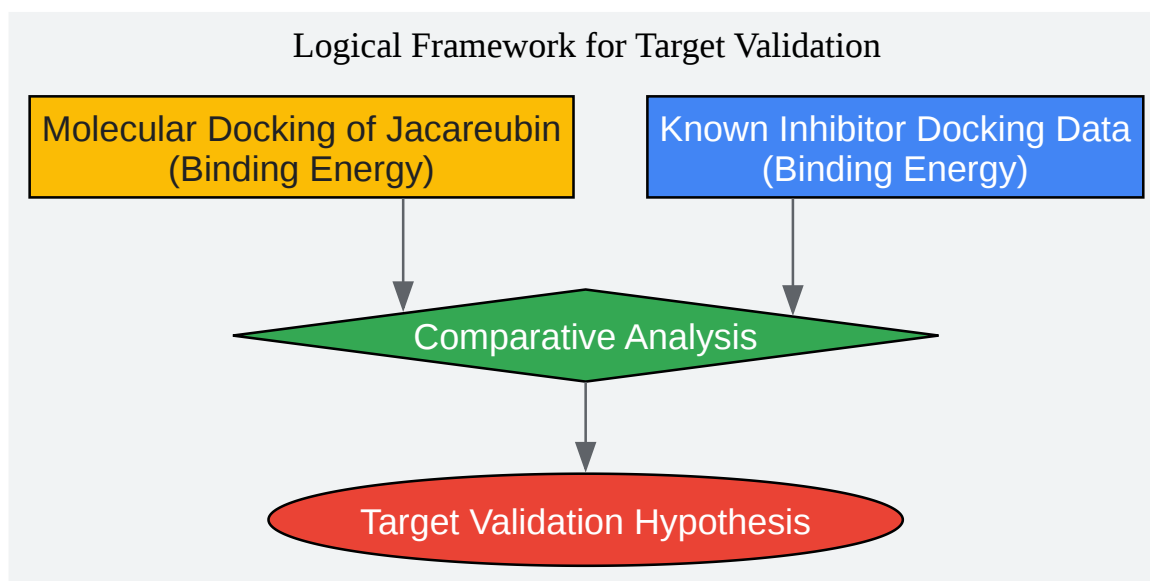 Logical Framework for Target Validation
Molecular Docking of Jacareubin
(Binding Energy)
Known Inhibitor Docking Data
(Binding Energy)
Comparative Analysis
Target Validation Hypothesis